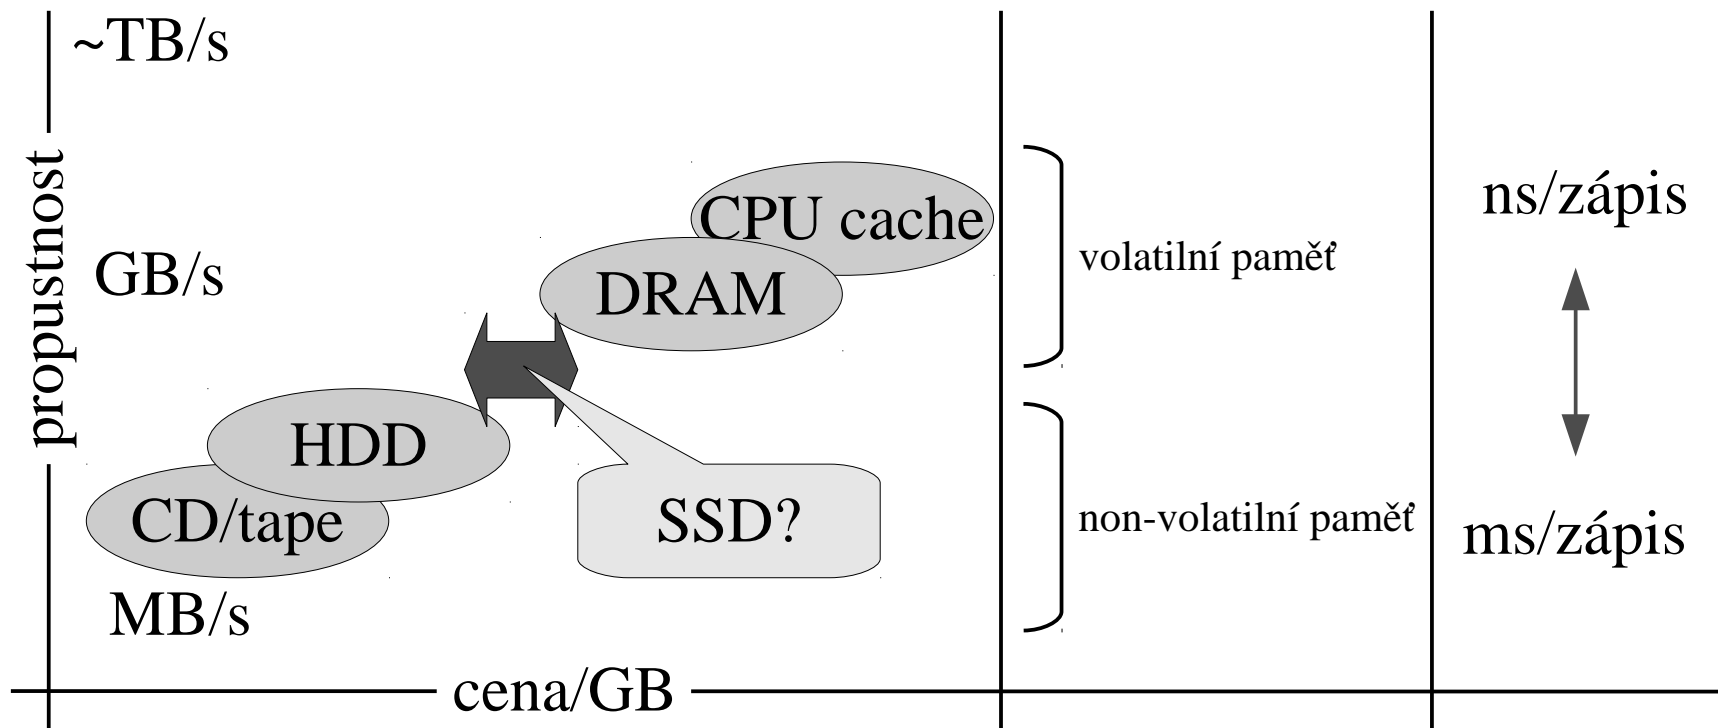 ~TB/s
propustnost
GB/s
MB/s
CPU cache
DRAM
HDD
CD/tape
SSD?
cena/GB
volatilní paměť
non-volatilní paměť
ns/zápis
ms/zápis